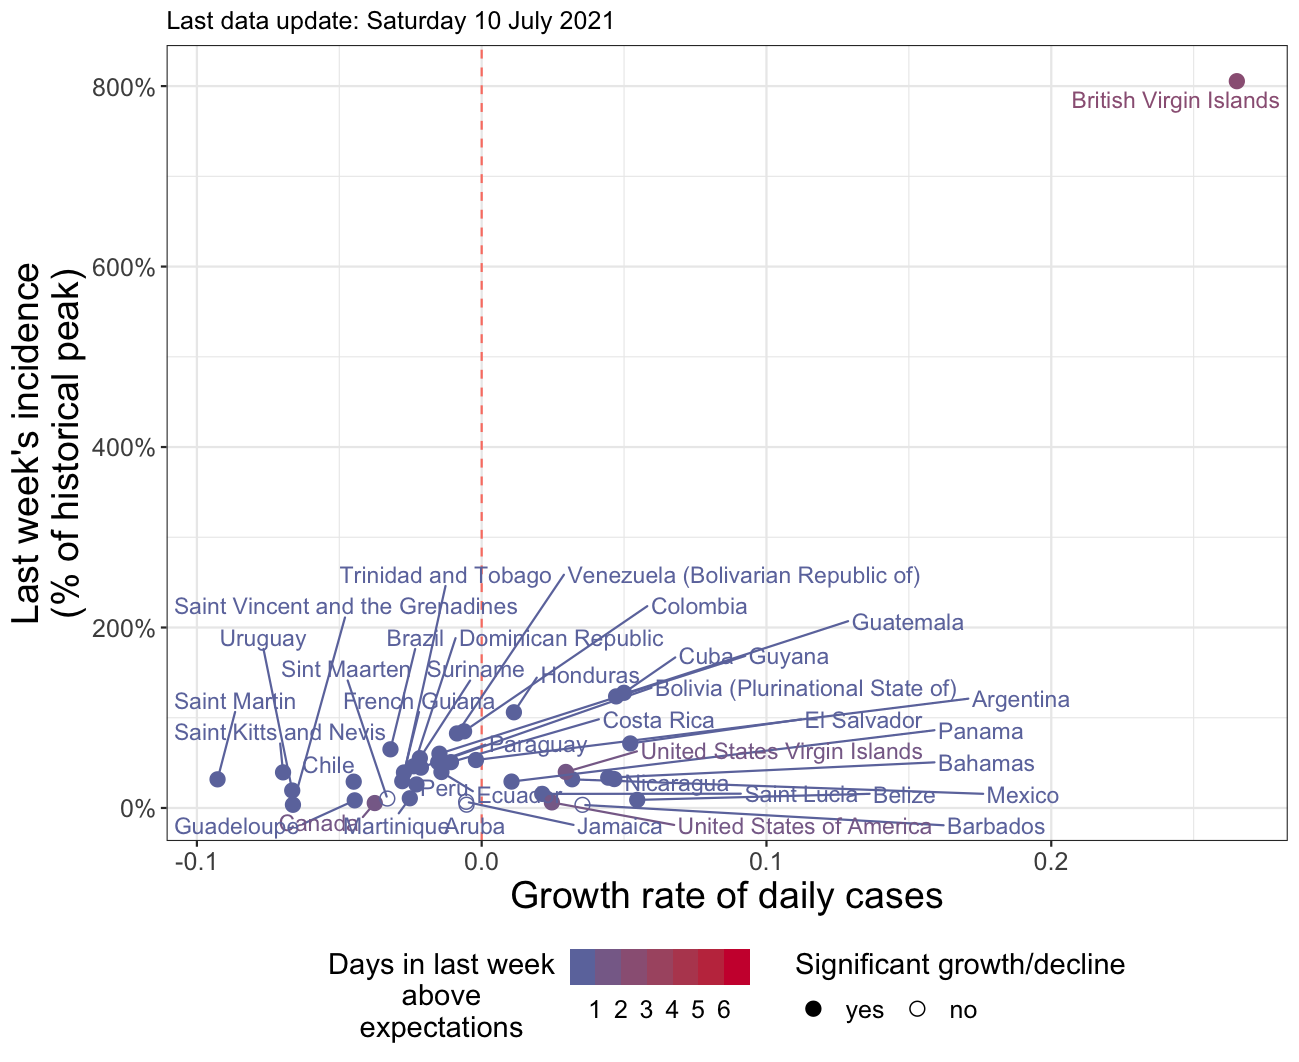 Last data update: Saturday 10 July 2021
800%
British Virgin Islands
600%
Last week's incidence
(% of historical peak)
400%
Trinidad and Tobago
Venezuela (Bolivarian Republic of)
Saint Vincent and the Grenadines
Colombia
200%
Guatemala
Uruguay
Brazil
Dominican Republic
Cuba
Guyana
Sint Maarten
Suriname
Honduras
Bolivia (Plurinational State of)
Saint Martin
French Guiana
Argentina
Costa Rica
El Salvador
Saint Kitts and Nevis
Panama
Paraguay
United States Virgin Islands
Chile
Bahamas
Peru
Nicaragua
Ecuador
Saint Lucia
Belize
Mexico
0%
Guadeloupe
Canada
Martinique
Aruba
Jamaica
United States of America
Barbados
-0.1
0.0
0.1
0.2
Growth rate of daily cases
Days in last week
above
expectations
1 2 3 4 5 6
Significant growth/decline
yes
no